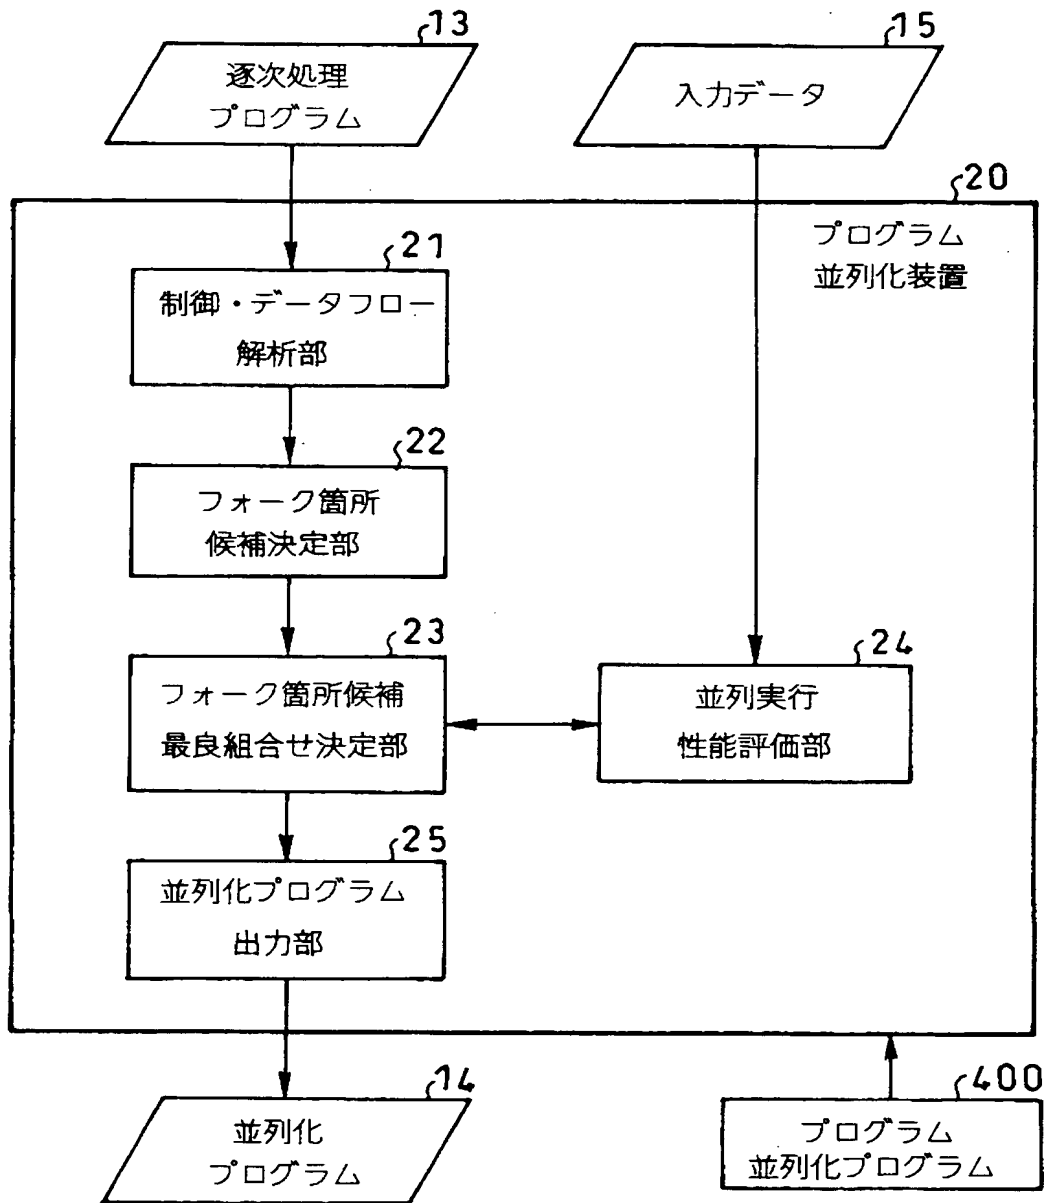 13
逐次処理
プログラム
15
入力データ
20
プログラム
並列化装置
21
制御・データフロー
解析部
22
フォーク箇所
候補決定部
23
フォーク箇所候補
最良組合せ決定部
24
並列実行
性能評価部
25
並列化プログラム
出力部
14
並列化
プログラム
400
プログラム
並列化プログラム